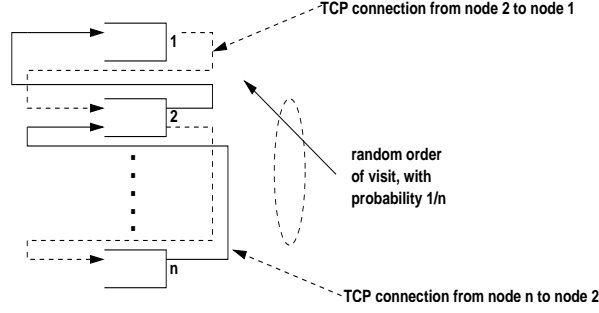 TCP connection from node 2 to node 1
1
2
random order
of visit, with
probability 1/n
n
TCP connection from node n to node 2